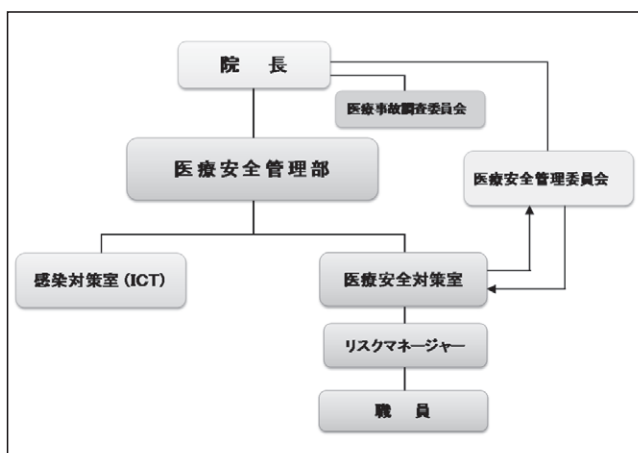 院　長
医療事故調査委員会
医療安全管理部
医療安全管理委員会
感染対策室(ICT)
医療安全対策室
リスクマネージャー
職　員